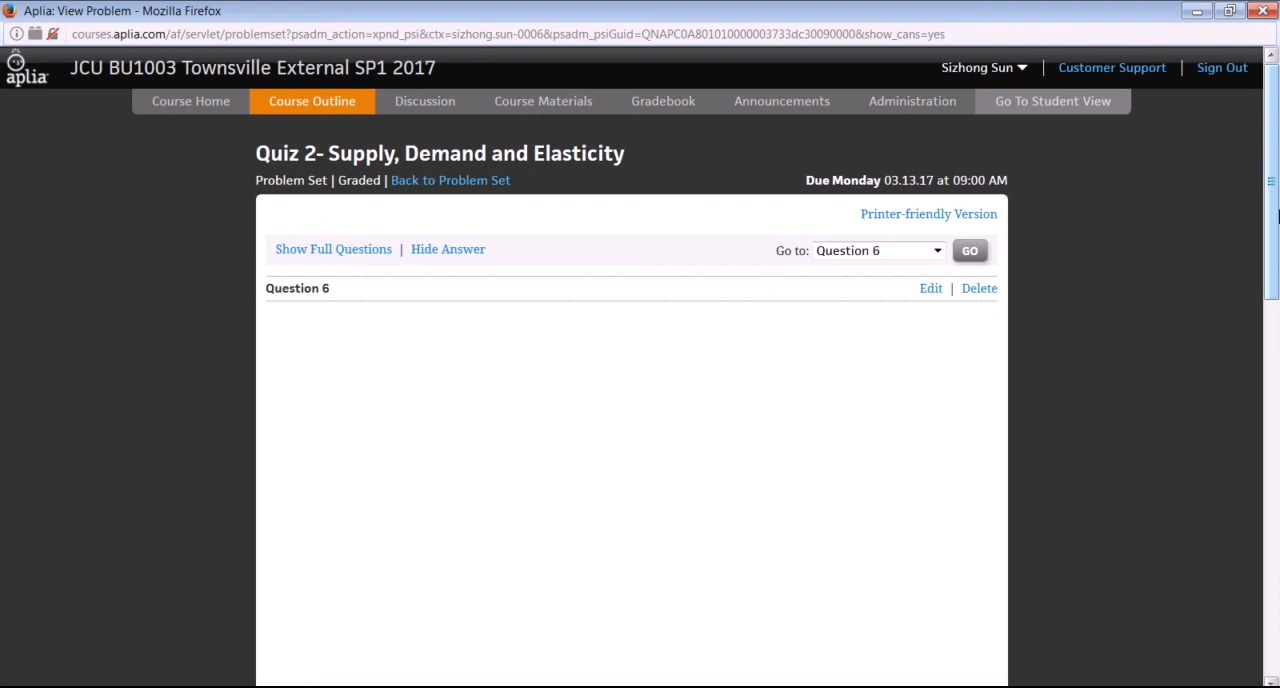 Aplia: View Problem - Mozilla Firefox
courses.aplia.com/af/servlet/problemset?psadm_action=xpnd_psi&ctx=sizhong.sun-0006&psadm_psiGuid=QNAPC0A801010000003733dc30090000&show_cans=yes
aplia JCU BU1003 Townsville External SP1 2017 Sizhong Sun | Customer Support | Sign Out
Course Home Course Outline Discussion Course Materials Gradebook Announcements Administration Go To Student View
Quiz 2- Supply, Demand and Elasticity
Problem Set | Graded | Back to Problem Set Due Monday 03.13.17 at 09:00 AM
Printer-friendly Version
Show Full Questions | Hide Answer Go to: Question 6 GO
Question 6 Edit | Delete